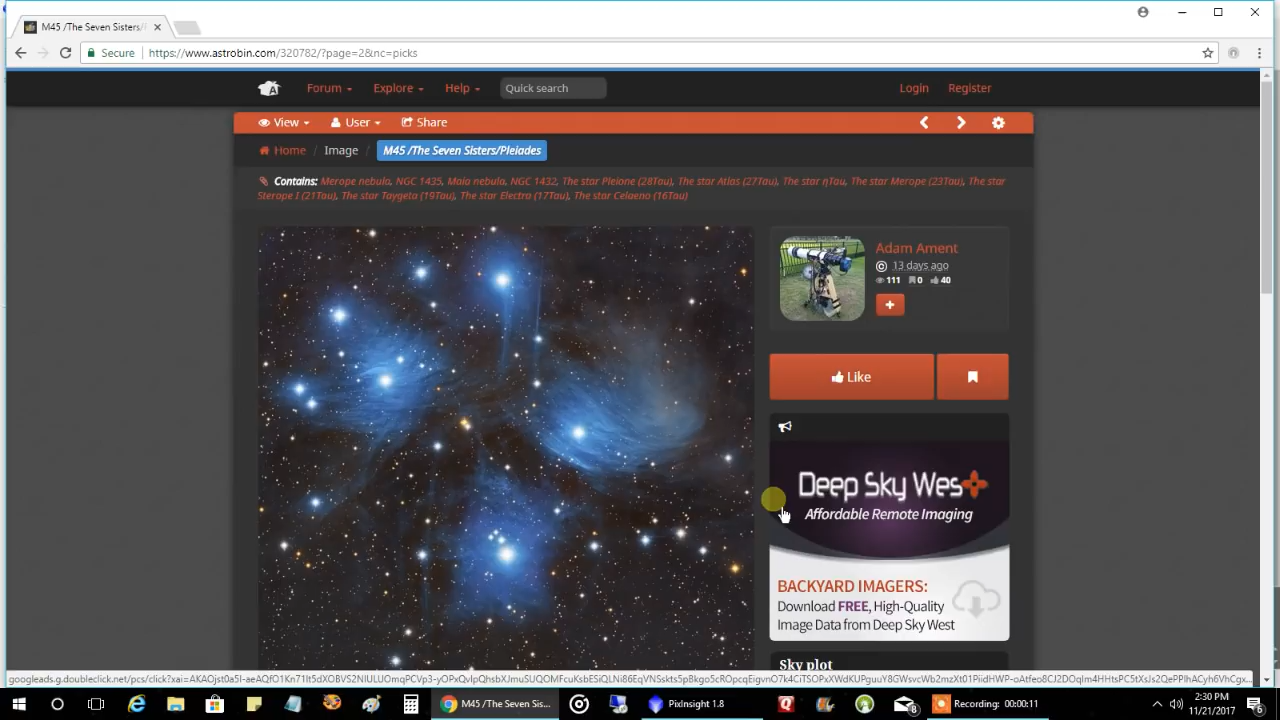 M45 /The Seven Sisters/
Secure
https://www.astrobin.com/320782/?page=2&nc=picks
A
Forum
Explore
Help
Quick search
Login
Register
View
User
Share
Home / Image / M45 /The Seven Sisters/Pleiades
Contains: Merope nebula, NGC 1435, Maia nebula, NGC 1432, The star Pleione (28Tau), The star Atlas (27Tau), The star ηTau, The star Merope (23Tau), The star
Sterope I (21Tau), The star Taygeta (19Tau), The star Electra (17Tau), The star Celaeno (16Tau)
Adam Ament
© 13 days ago
111 0 40
+
Like
Deep Sky Wes
Affordable Remote Imaging
BACKYARD IMAGERS:
Download FREE, High-Quality
Image Data from Deep Sky West
Sky plot
M45 /The Seven Sis...
PixInsight 1.8
8
Recording: 00:00:11
2:30 PM
11/21/2017